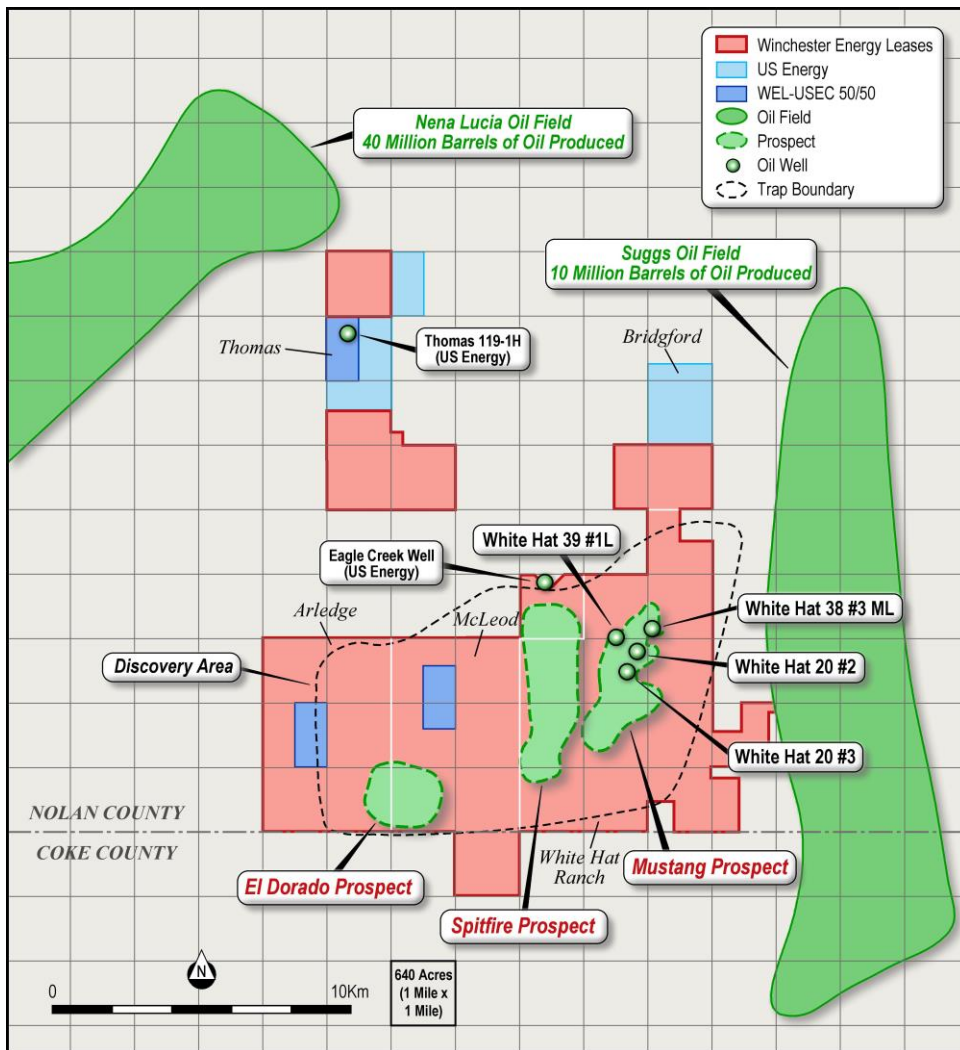 Winchester Energy Leases
US Energy
WEL-USEC 50/50
Oil Field
Prospect
Oil Well
Trap Boundary
Nena Lucia Oil Field
40 Million Barrels of Oil Produced
Suggs Oil Field
10 Million Barrels of Oil Produced
Thomas
Thomas 119-1H
(US Energy)
Bridgford
White Hat 39 #1L
Eagle Creek Well
(US Energy)
Arledge
McLeod
White Hat 38 #3 ML
Discovery Area
White Hat 20 #2
White Hat 20 #3
NOLAN COUNTY
COKE COUNTY
White Hat
Ranch
Mustang Prospect
El Dorado Prospect
Spitfire Prospect
N
0
10Km
640 Acres
(1 Mile x
1 Mile)